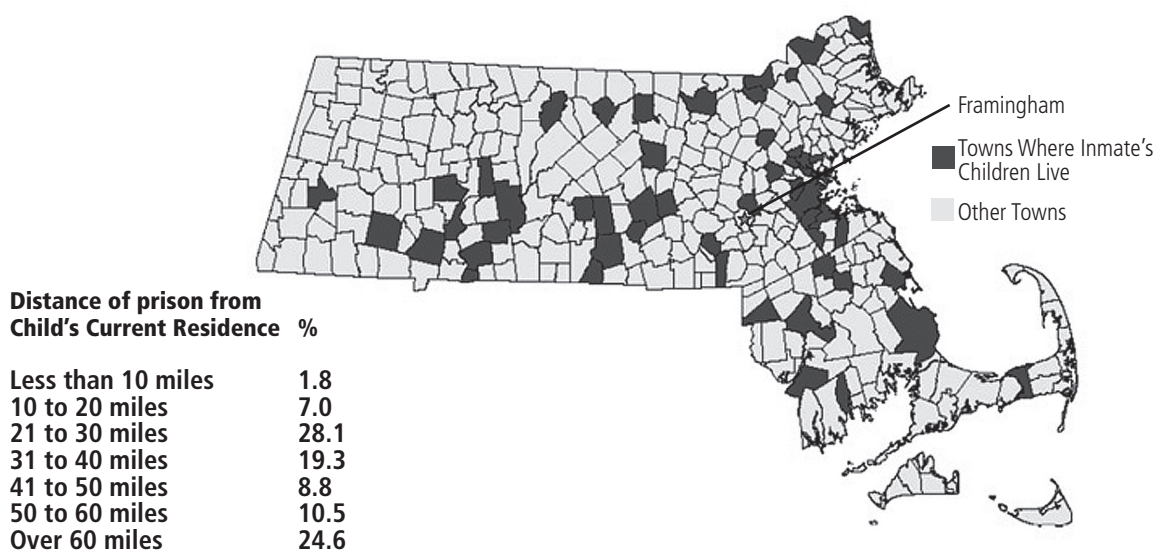 Framingham
Towns Where Inmate's
Children Live
Other Towns
Distance of prison from
Child's Current Residence %
Less than 10 miles 1.8
10 to 20 miles 7.0
21 to 30 miles 28.1
31 to 40 miles 19.3
41 to 50 miles 8.8
50 to 60 miles 10.5
Over 60 miles 24.6